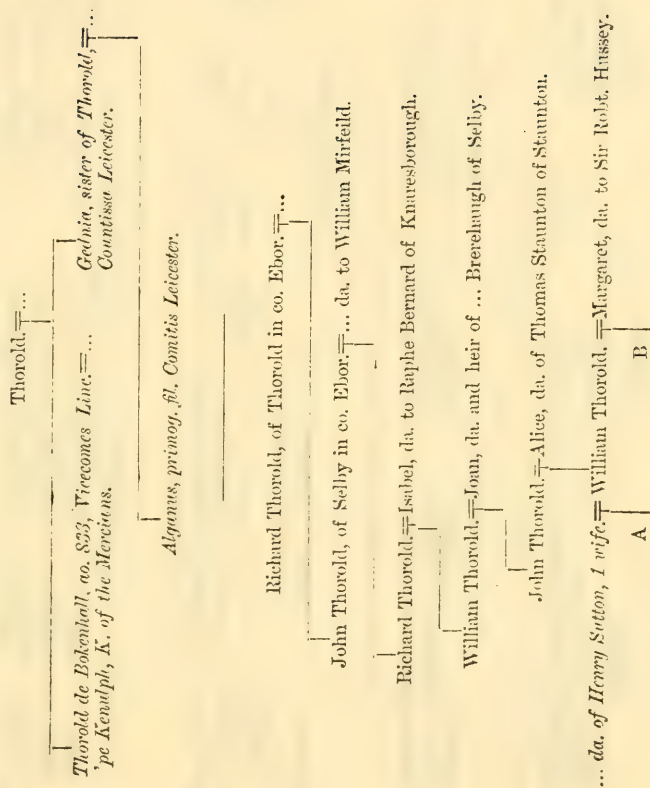 Thorold.=...
Thorold de Bokenhall, ao. 833, Vicecomes Linc.=...
'pe Kenulph, K. of the Mercians.
Gednia, sister of Thorold,=...
Countissa Leicester.
Algunus, primog. fil. Comitis Leicester.
Richard Thorold, of Thorold in co. Ebor.=...
John Thorold, of Selby in co. Ebor.=... da. to William Mirfeild.
Richard Thorold.=Isabel, da. to Raphe Bernard of Knaresborough.
William Thorold.=Joan, da. and heir of ... Brerehaugh of Selby.
John Thorold.=Alice, da. of Thomas Staunton of Staunton.
... da. of Henry Sutton, 1 wife.=William Thorold.=Margaret, da. to Sir Robt. Hussey.
A B